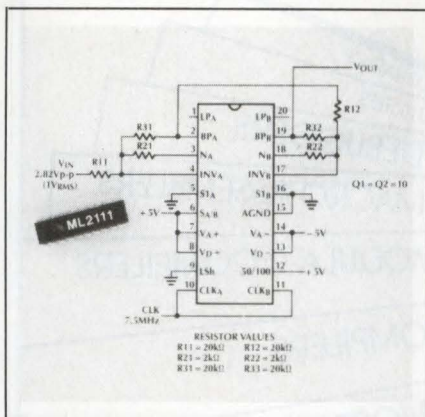 VOUT
R12
1 LPA LPB 20
R31 2 BPA BPB 19 R32
R21 3 NA NB 18 R22
VIN R11 4 INVA INVB 17
2.82Vp-p
(1VRMS)
5 S1A S1B 16
Q1 = Q2 = 10
ML2111
+5V 6 SA/B AGND 15
7 VA+ VA- 14 -5V
8 VD+ VD- 13
9 LSh 50/100 12 +5V
10 CLKA CLKB 11
CLK
7.5MHz
RESISTOR VALUES
R11 = 20kΩ R12 = 20kΩ
R21 = 2kΩ R22 = 2kΩ
R31 = 20kΩ R33 = 20kΩ